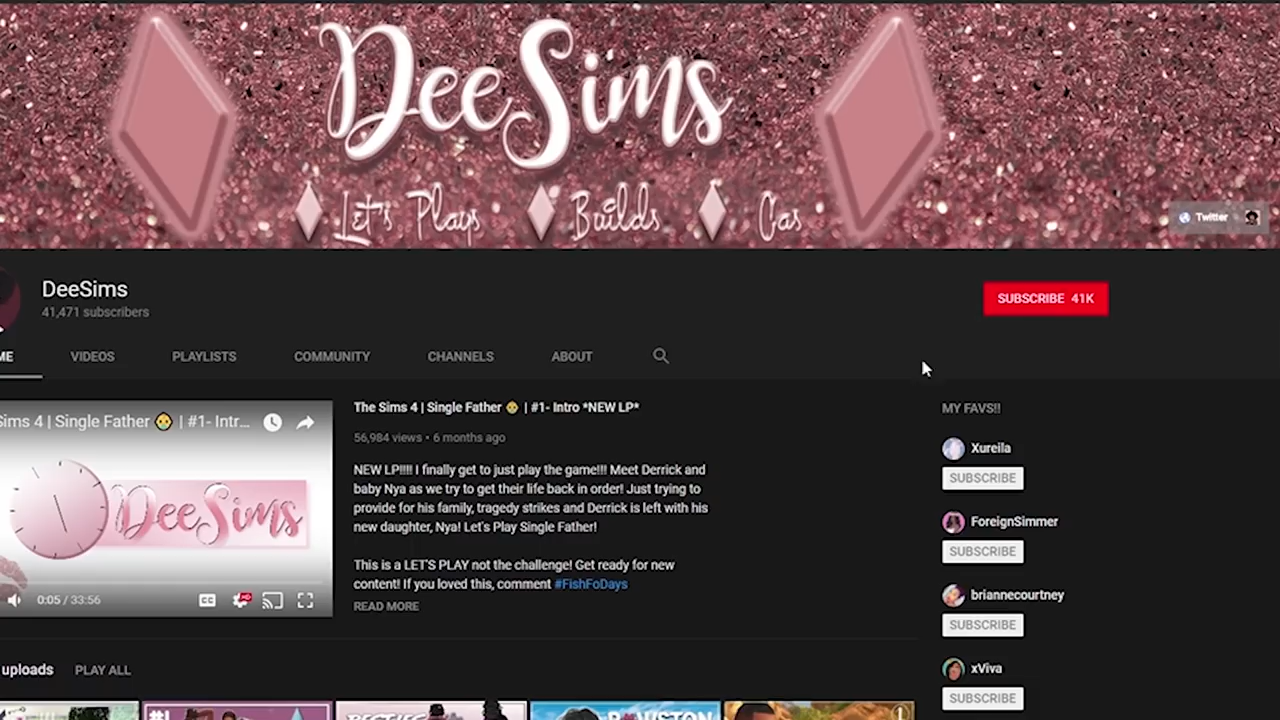 DeeSims
Let's Plays Builds Cas
Twitter
DeeSims
41,471 subscribers
SUBSCRIBE 41K
ME VIDEOS PLAYLISTS COMMUNITY CHANNELS ABOUT
Sims 4 | Single Father 👶 | #1- Intr...
DeeSims
0:05 / 33:56
CC HD
The Sims 4 | Single Father 👶 | #1- Intro *NEW LP*
56,984 views • 6 months ago
NEW LP!!!! I finally get to just play the game!!! Meet Derrick and
baby Nya as we try to get their life back in order! Just trying to
provide for his family, tragedy strikes and Derrick is left with his
new daughter, Nya! Let's Play Single Father!
This is a LET'S PLAY not the challenge! Get ready for new
content! If you loved this, comment #FishFoDays
READ MORE
MY FAVS!!
Xureila
SUBSCRIBE
ForeignSimmer
SUBSCRIBE
briannecourtney
SUBSCRIBE
xViva
SUBSCRIBE
uploads PLAY ALL
#1